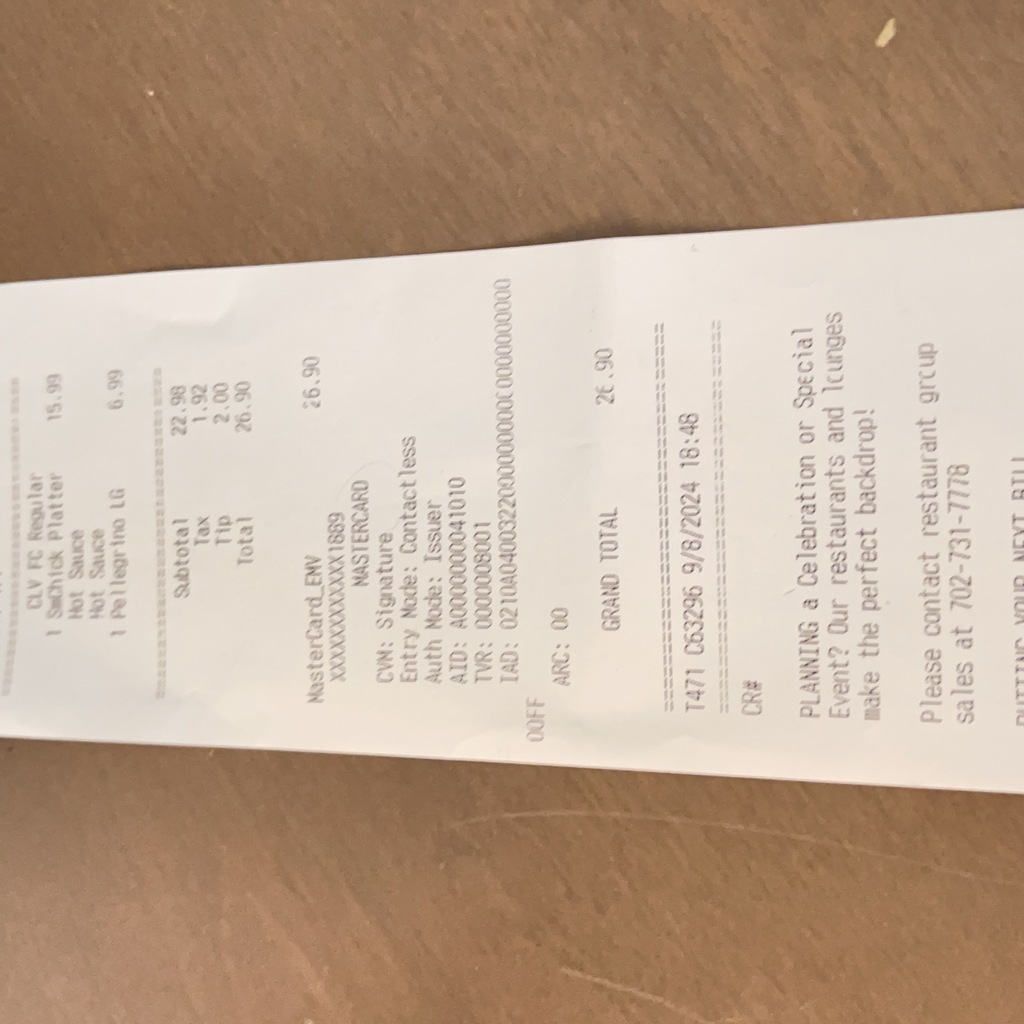 ====================
CLV FC Regular
1 SmChick Platter 15.99
Hot Sauce
Hot Sauce
1 Pellegrino LG 6.99
====================
Subtotal 22.98
Tax 1.92
Tip 2.00
Total 26.90
MasterCard_EMV 26.90
XXXXXXXXXXXX1689
MASTERCARD
CVM: Signature
Entry Mode: Contactless
Auth Mode: Issuer
AID: A0000000041010
TVR: 0000008001
OOFF
ARC: 00
GRAND TOTAL 26.90
====================
T471 C63296 9/8/2024 18:48
====================
CR#
PLANNING a Celebration or Special
Event? Our restaurants and lounges
make the perfect backdrop!
Please contact restaurant group
sales at 702-731-7778